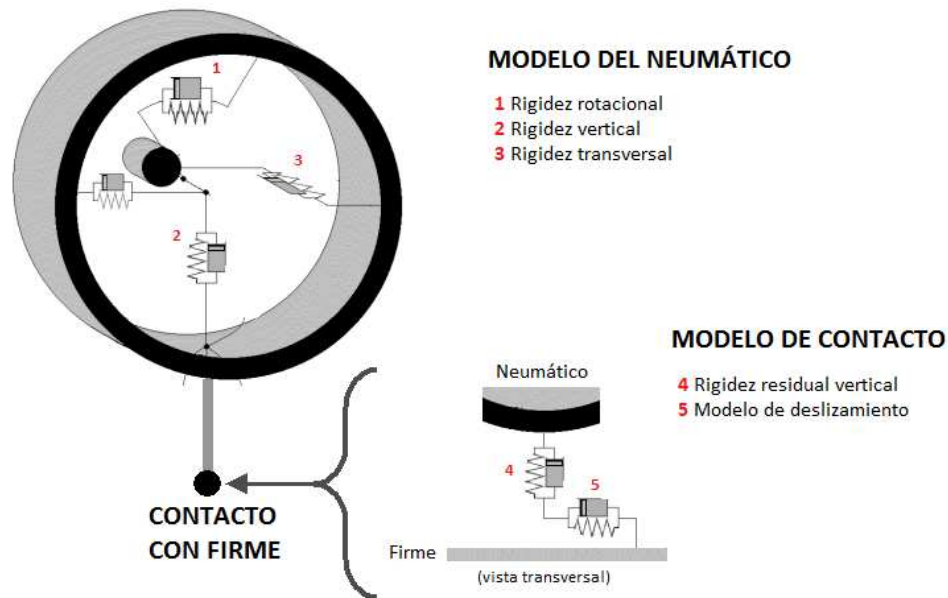 MODELO DEL NEUMÁTICO
1 Rigidez rotacional
2 Rigidez vertical
3 Rigidez transversal
1
3
2
MODELO DE CONTACTO
4 Rigidez residual vertical
5 Modelo de deslizamiento
Neumático
4
5
CONTACTO
CON FIRME
Firme
(vista transversal)